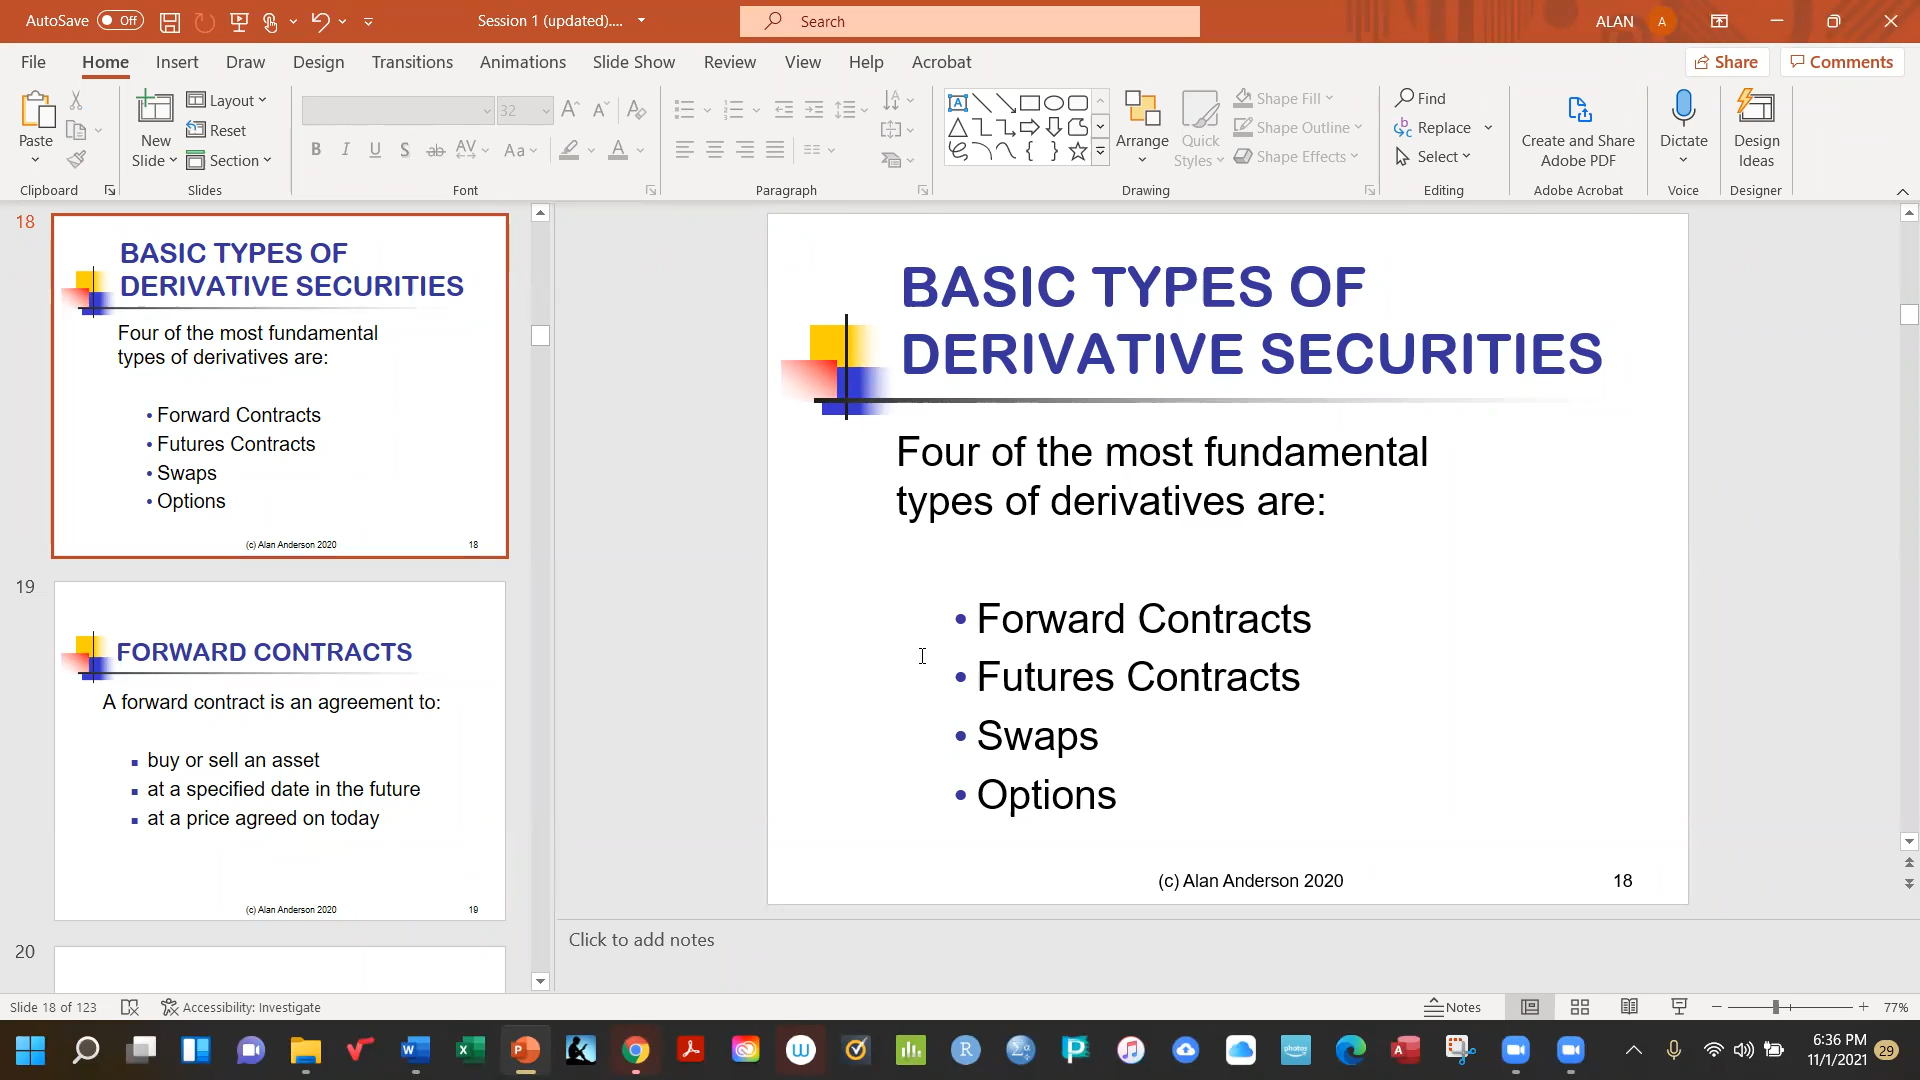 AutoSave Off
Session 1 (updated)....
Search
ALAN A
File Home Insert Draw Design Transitions Animations Slide Show Review View Help Acrobat
Share Comments
Paste
Clipboard
New
Slide
Layout
Reset
Section
Slides
32
Aa
Font
Paragraph
Arrange
Quick
Styles
Shape Fill
Shape Outline
Shape Effects
Drawing
Find
Replace
Select
Editing
Create and Share
Adobe PDF
Adobe Acrobat
Dictate
Voice
Design
Ideas
Designer
18
BASIC TYPES OF
DERIVATIVE SECURITIES
Four of the most fundamental
types of derivatives are:
• Forward Contracts
• Futures Contracts
• Swaps
• Options
(c) Alan Anderson 2020 18
19
FORWARD CONTRACTS
A forward contract is an agreement to:
▪ buy or sell an asset
▪ at a specified date in the future
▪ at a price agreed on today
(c) Alan Anderson 2020 19
20
BASIC TYPES OF
DERIVATIVE SECURITIES
Four of the most fundamental
types of derivatives are:
• Forward Contracts
• Futures Contracts
• Swaps
• Options
(c) Alan Anderson 2020 18
Click to add notes
Slide 18 of 123 Accessibility: Investigate
Notes 77%
6:36 PM
11/1/2021 29